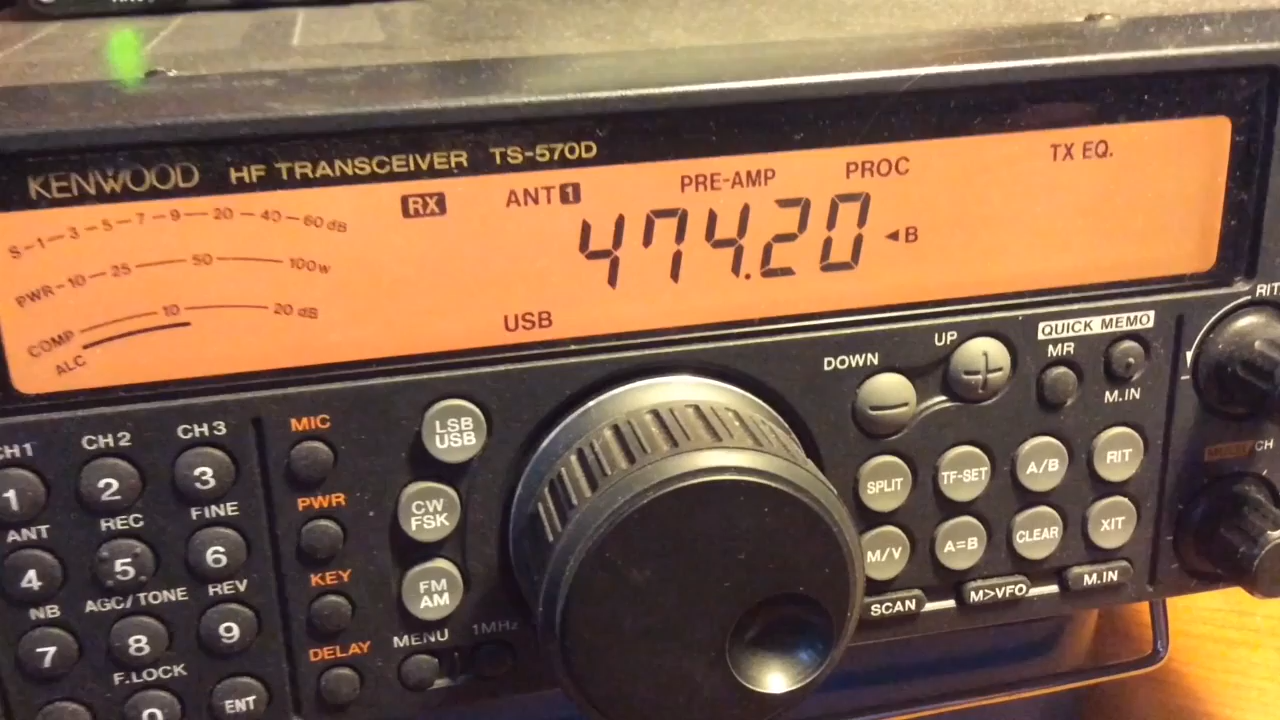 KENWOOD HF TRANSCEIVER TS-570D
S-1-3-5-7-9-20-40-60dB
PWR-10-25-50-100w
COMP 10 20 dB
ALC
RX ANT 1 PRE-AMP PROC TX EQ.
474.20 ◄B
USB
CH1 CH2 CH3
1 2 3
ANT REC FINE
4 5 6
NB AGC/TONE REV
7 8 9
F.LOCK
0 ENT
MIC
PWR
KEY
DELAY
LSB
USB
CW
FSK
FM
AM
MENU 1MHz
DOWN UP
− +
QUICK MEMO
MR
M.IN
SPLIT TF-SET A/B RIT
M/V A=B CLEAR XIT
SCAN M>VFO M.IN
RIT
MULTI/CH